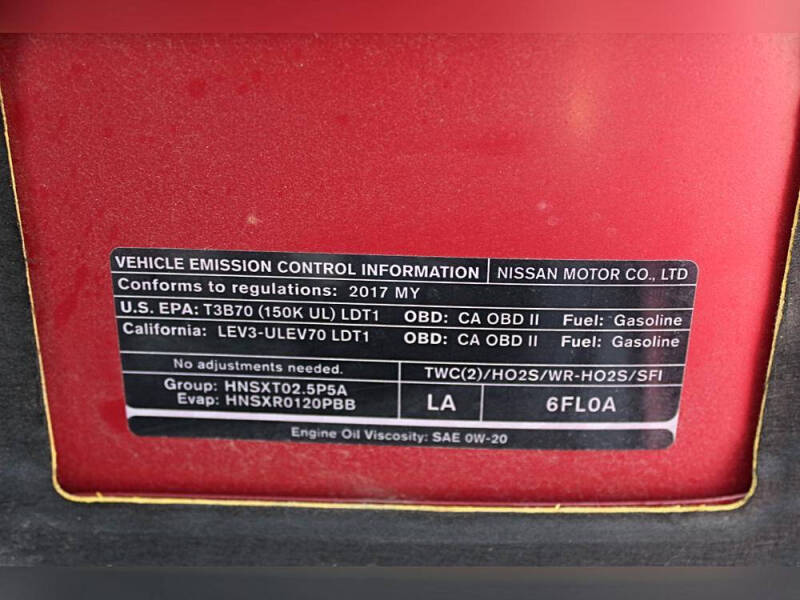 VEHICLE EMISSION CONTROL INFORMATION NISSAN MOTOR CO., LTD
Conforms to regulations: 2017 MY
U.S. EPA: T3B70 (150K UL) LDT1 OBD: CA OBD II Fuel: Gasoline
California: LEV3-ULEV70 LDT1 OBD: CA OBD II Fuel: Gasoline
No adjustments needed. TWC(2)/HO2S/WR-HO2S/SFI
Group: HNSXT02.5P5A
Evap: HNSXR0120PBB LA 6FL0A
Engine Oil Viscosity: SAE 0W-20